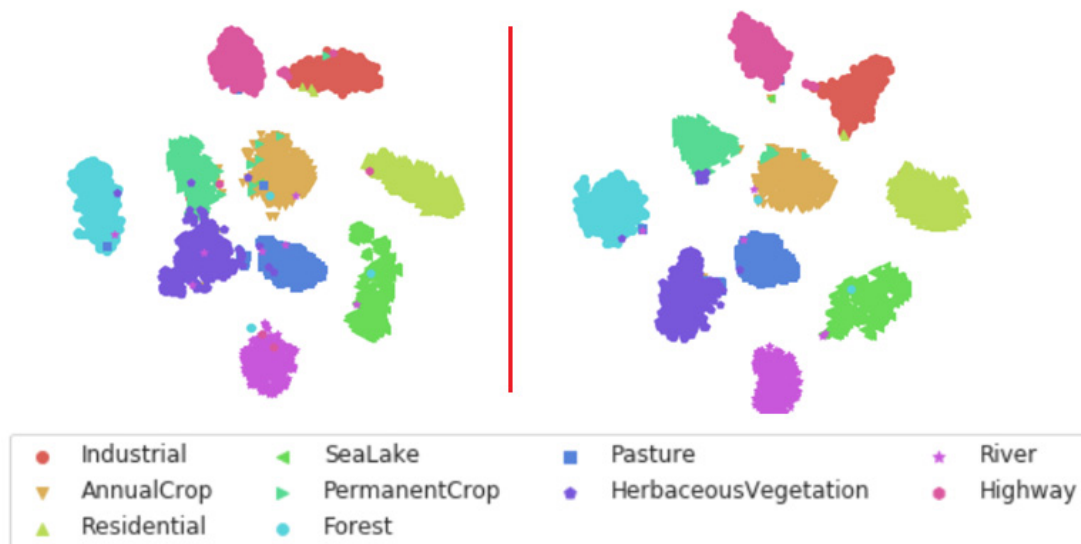 Industrial SeaLake Pasture River
AnnualCrop PermanentCrop HerbaceousVegetation Highway
Residential Forest